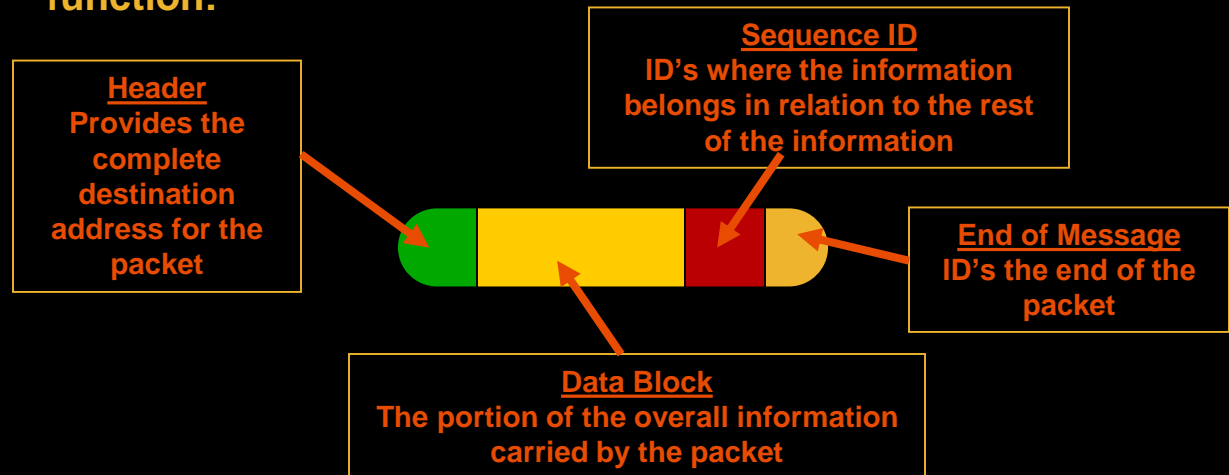 function.
Sequence ID
ID's where the information
belongs in relation to the rest
of the information
Header
Provides the
complete
destination
address for the
packet
End of Message
ID's the end of the
packet
Data Block
The portion of the overall information
carried by the packet